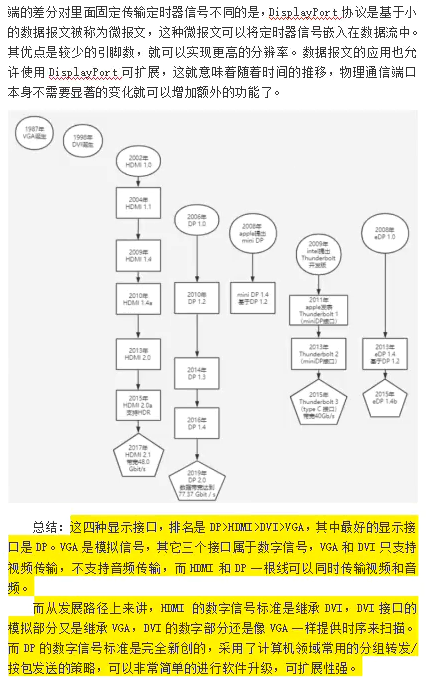 端的差分对里面固定传输定时器信号不同的是，DisplayPort协议是基于小
的数据报文被称为微报文，这种微报文可以将定时器信号嵌入在数据流中。
其优点是较少的引脚数，就可以实现更高的分辨率。数据报文的应用也允
许使用DisplayPort可扩展，这就意味着随着时间的推移，物理通信端口
本身不需要显著的变化就可以增加额外的功能了。
1987年
VGA诞生
1998年
DVI诞生
2002年
HDMI 1.0
2004年
HDMI 1.1
2009年
HDMI 1.4
2010年
HDMI 1.4a
2013年
HDMI 2.0
2015年
HDMI 2.0a
支持HDR
2017年
HDMI 2.1
带宽48.0
Gbit/s
2006年
DP 1.0
2010年
DP 1.2
2014年
DP 1.3
2016年
DP 1.4
2019年
DP 2.0
数据带宽达到
77.37 Gbit / s
2008年
apple提出
mini DP
mini DP 1.4
基于DP 1.2
2009年
intel提出
Thunderbolt
开发版
2011年
apple发表
Thunderbolt 1
(miniDP接口)
2013年
Thunderbolt 2
(miniDP接口)
2015年
Thunderbolt 3
(type C 接口)
带宽40Gb/s
2008年
eDP 1.0
2013年
eDP 1.4
基于DP 1.2
2015年
eDP 1.4b
总结：这四种显示接口，排名是 DP>HDMI>DVI>VGA，其中最好的显示接
口是 DP。VGA 是模拟信号，其它三个接口属于数字信号，VGA 和 DVI 只支持
视频传输，不支持音频传输，而 HDMI 和 DP 一根线可以同时传输视频和音
频。
而从发展路径上来讲，HDMI 的数字信号标准是继承 DVI，DVI 接口的
模拟部分又是继承 VGA，DVI 的数字部分还是像 VGA 一样提供时序来扫描。
而 DP 的数字信号标准是完全新创的，采用了计算机领域常用的分组转发/
按包发送的策略，可以非常简单的进行软件升级，可扩展性强。